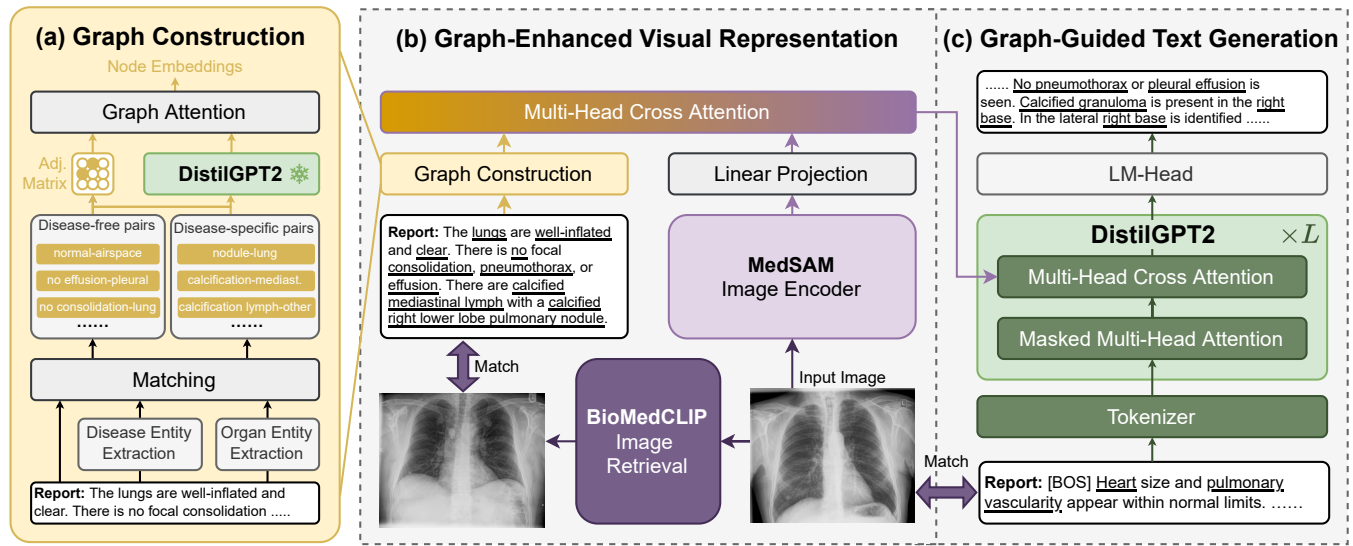 (a) Graph Construction
Node Embeddings
Graph Attention
Adj.
Matrix
DistilGPT2
Disease-free pairs
normal-airspace
no effusion-pleural
no consolidation-lung
......
Disease-specific pairs
nodule-lung
calcification-mediast.
calcification lymph-other
......
Matching
Disease Entity
Extraction
Organ Entity
Extraction
Report: The lungs are well-inflated and
clear. There is no focal consolidation .....
(b) Graph-Enhanced Visual Representation
Multi-Head Cross Attention
Graph Construction
Linear Projection
Report: The lungs are well-inflated
and clear. There is no focal
consolidation, pneumothorax, or
effusion. There are calcified
mediastinal lymph with a calcified
right lower lobe pulmonary nodule.
MedSAM
Image Encoder
Match
Input Image
BioMedCLIP
Image
Retrieval
(c) Graph-Guided Text Generation
...... No pneumothorax or pleural effusion is
seen. Calcified granuloma is present in the right
base. In the lateral right base is identified ......
LM-Head
DistilGPT2
×L
Multi-Head Cross Attention
Masked Multi-Head Attention
Tokenizer
Match
Report: [BOS] Heart size and pulmonary
vascularity appear within normal limits. ......